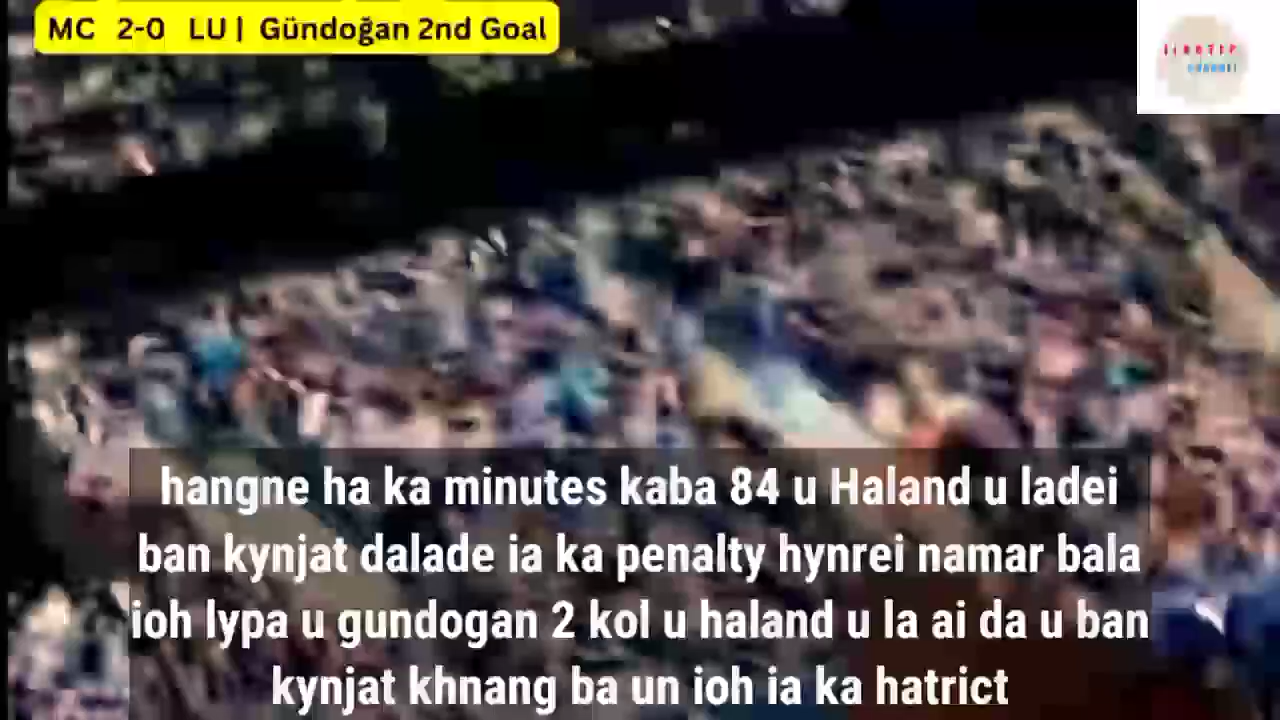 MC 2-0 LU | Gündoğan 2nd Goal
hangne ha ka minutes kaba 84 u Haland u ladei
ban kynjat dalade ia ka penalty hynrei namar bala
ioh lypa u gundogan 2 kol u haland u la ai da u ban
kynjat khnang ba un ioh ia ka hatrict